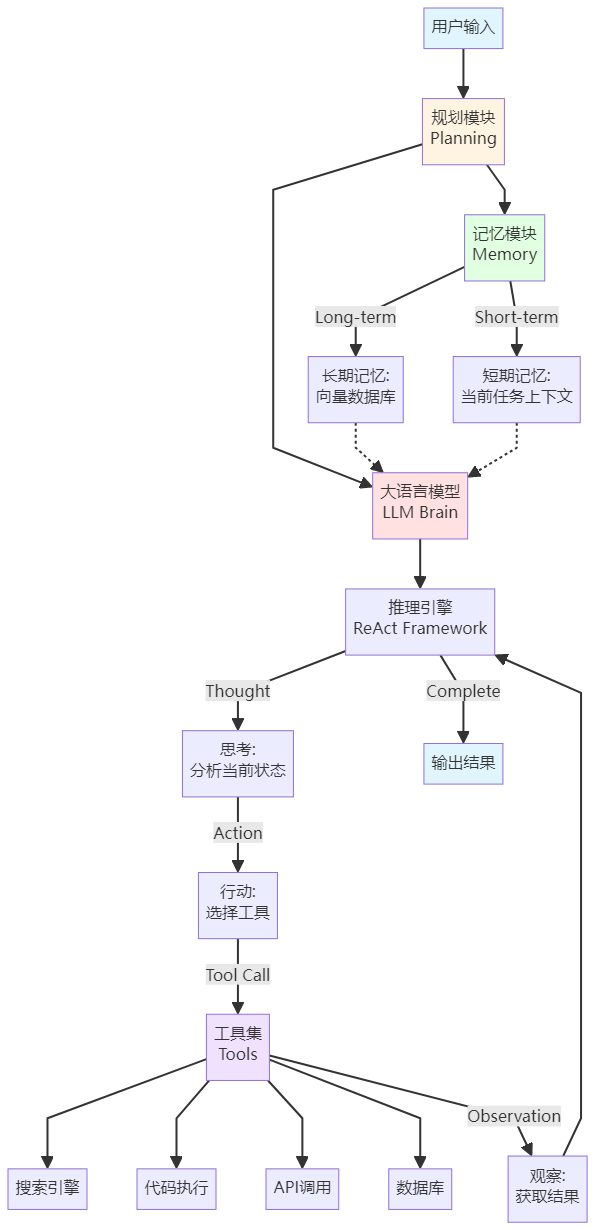 用户输入
规划模块
Planning
记忆模块
Memory
Long-term
Short-term
长期记忆:
向量数据库
短期记忆:
当前任务上下文
大语言模型
LLM Brain
推理引擎
ReAct Framework
Thought
Complete
思考:
分析当前状态
输出结果
Action
行动:
选择工具
Tool Call
工具集
Tools
Observation
搜索引擎
代码执行
API调用
数据库
观察:
获取结果